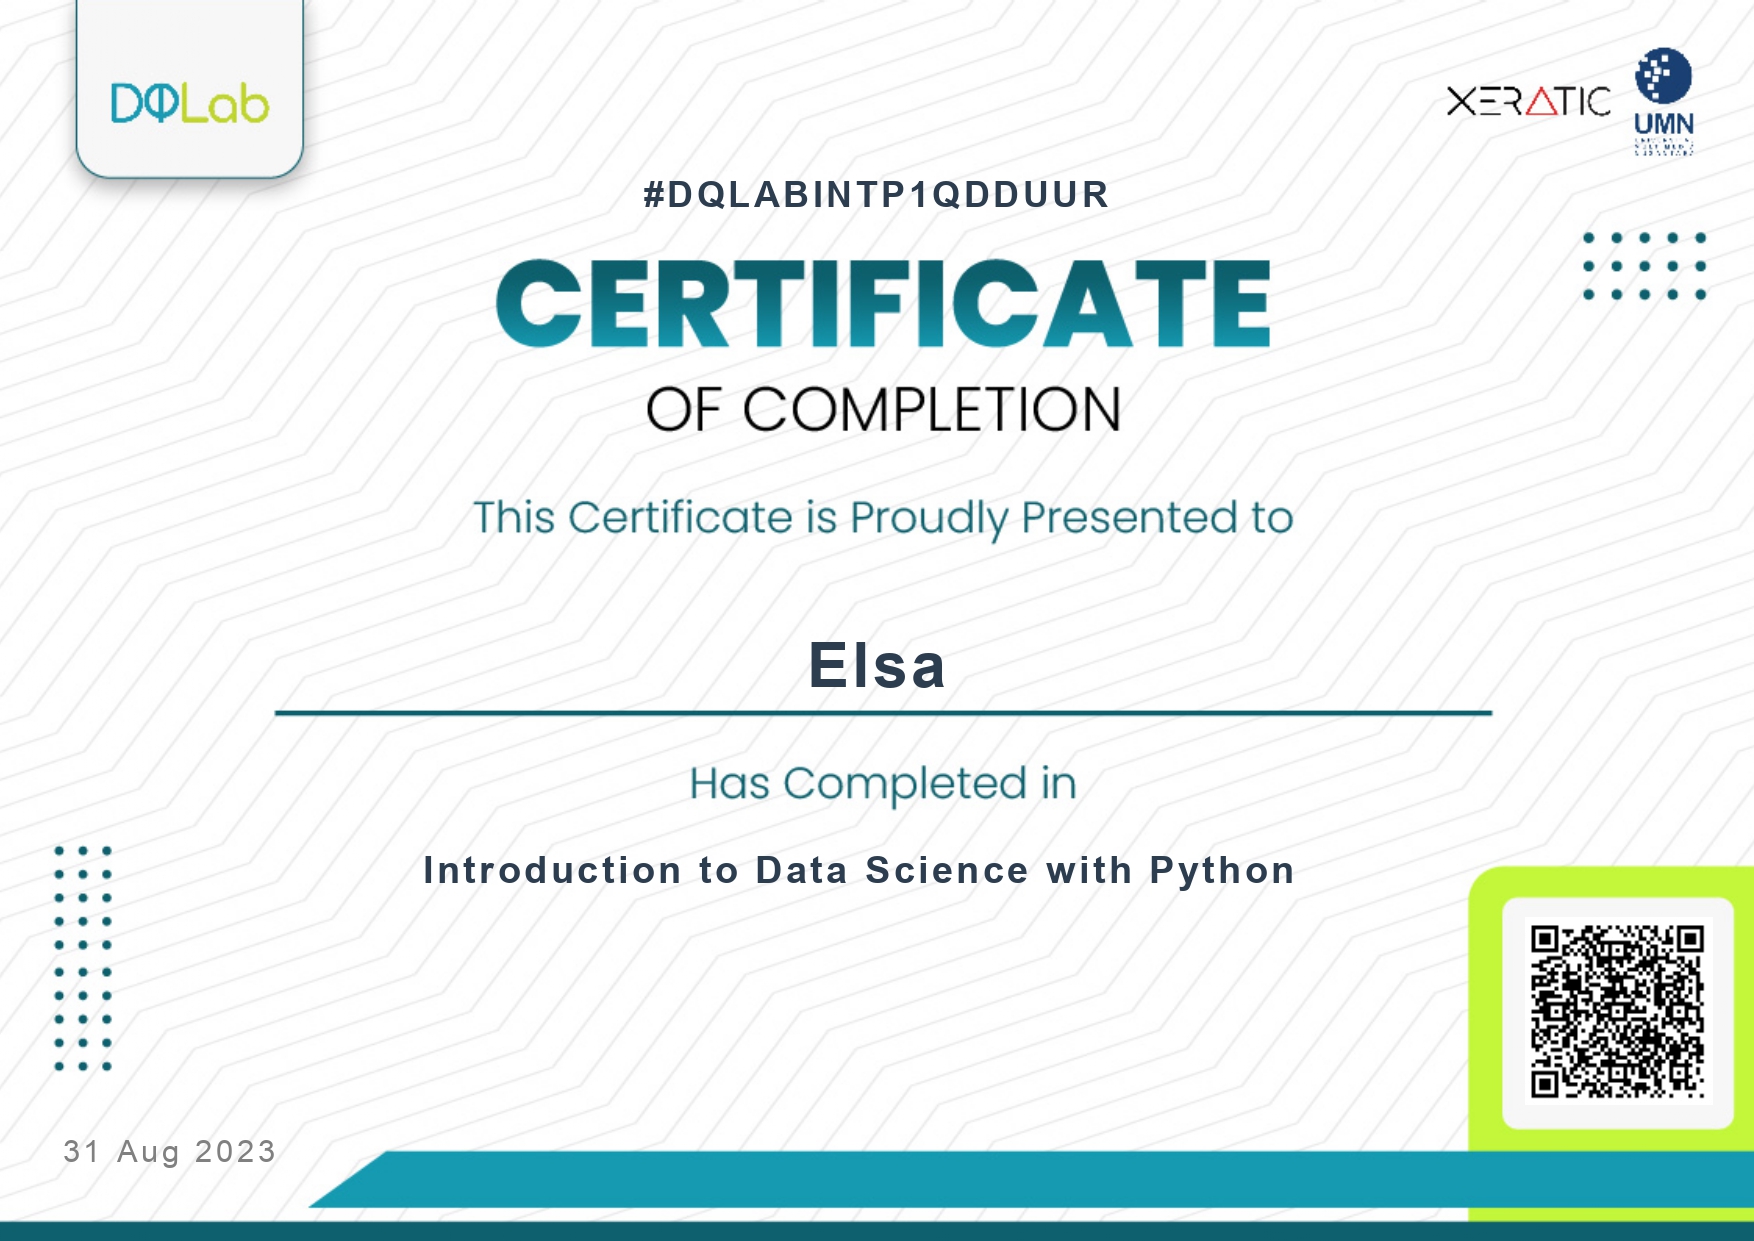 DQLab
XERATIC
UMN
#DQLABINTP1QDDUUR
CERTIFICATE
OF COMPLETION
This Certificate is Proudly Presented to
Elsa
Has Completed in
Introduction to Data Science with Python
31 Aug 2023